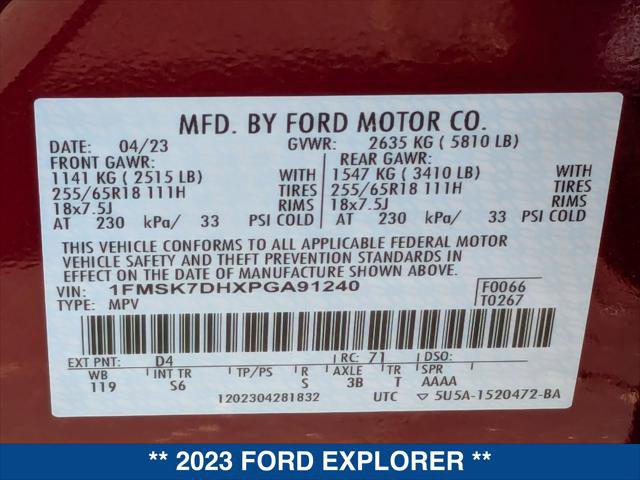 MFD. BY FORD MOTOR CO.
DATE: 04/23 GVWR: 2635 KG ( 5810 LB)
FRONT GAWR: REAR GAWR:
1141 KG ( 2515 LB) 1547 KG ( 3410 LB)
255/65R18 111H TIRES 255/65R18 111H TIRES
18x7.5J RIMS 18x7.5J RIMS
AT 230 kPa/ 33 PSI COLD AT 230 kPa/ 33 PSI COLD
THIS VEHICLE CONFORMS TO ALL APPLICABLE FEDERAL MOTOR
VEHICLE SAFETY AND THEFT PREVENTION STANDARDS IN
EFFECT ON THE DATE OF MANUFACTURE SHOWN ABOVE.
VIN: 1FMSK7DHXPGA91240 F0066
TYPE: MPV T0267
EXT PNT: D4 RC: 71 DSO:
WB INT TR TP/PS R AXLE TR SPR
119 S6 S 3B T AAAA
1202304281832 UTC 5U5A-1520472-BA
** 2023 FORD EXPLORER **